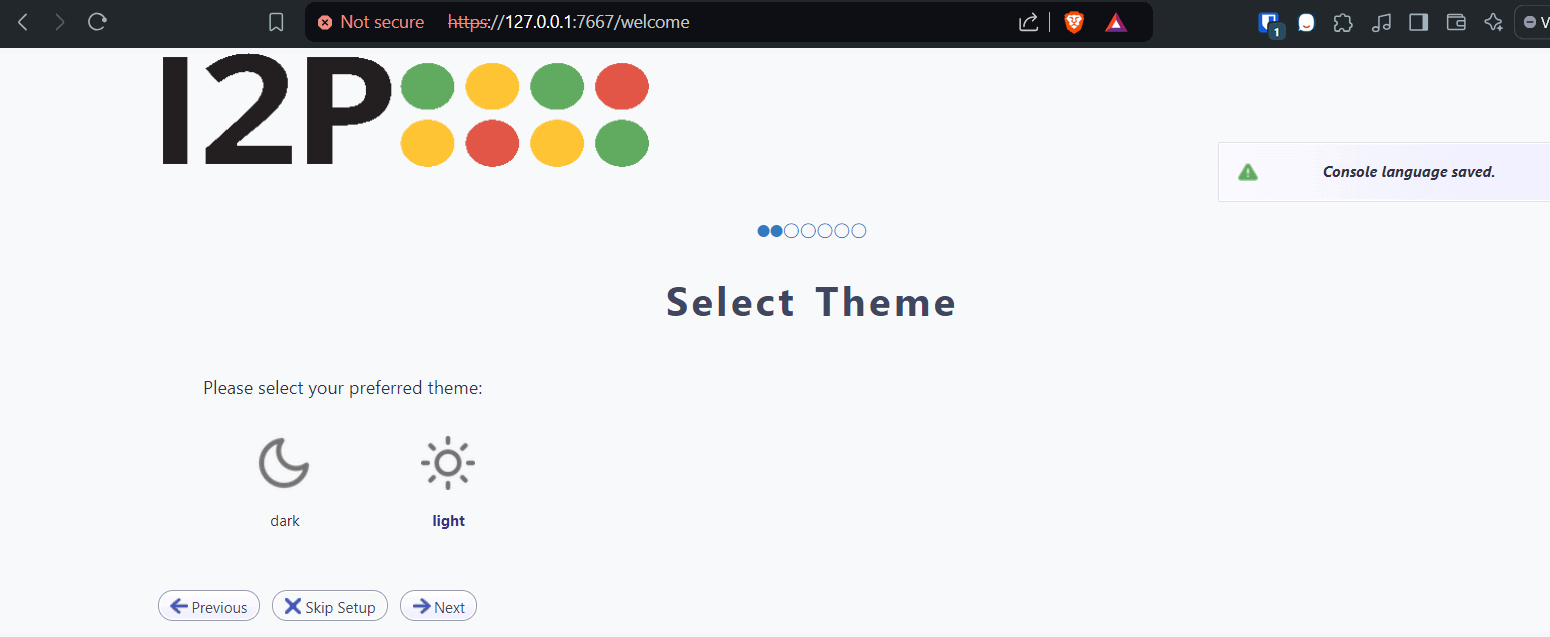 Not secure https://127.0.0.1:7667/welcome
1
V
I2P
Console language saved.
Select Theme
Please select your preferred theme:
dark light
Previous Skip Setup Next